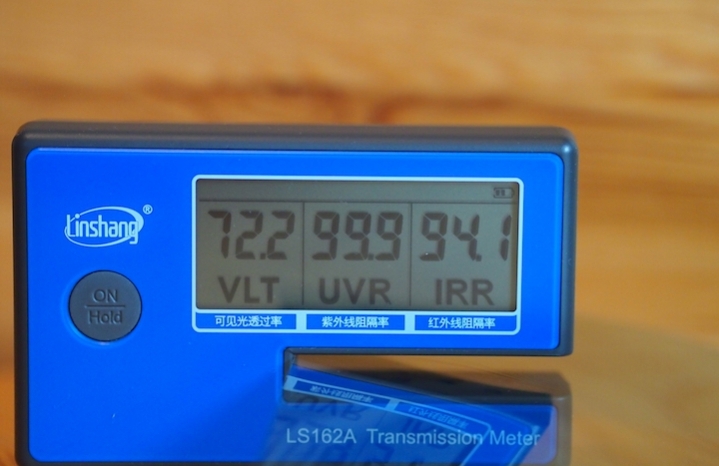 Linshang®
72.2 99.9 94.1
VLT UVR IRR
ON
Hold
可见光透过率 紫外线阻隔率 红外线阻隔率
LS162A Transmission Meter